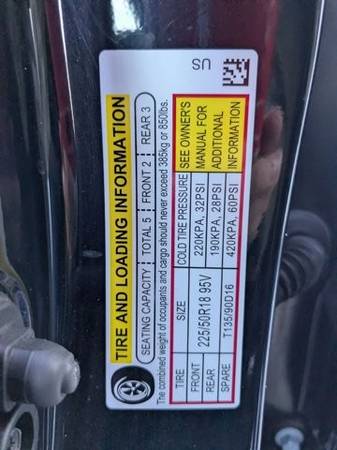 TIRE AND LOADING INFORMATION
SEATING CAPACITY TOTAL 5 FRONT 2 REAR 3
The combined weight of occupants and cargo should never exceed 385kg or 850lbs.
TIRE SIZE COLD TIRE PRESSURE SEE OWNER'S
FRONT 225/50R18 95V 220KPA, 32PSI MANUAL FOR
REAR 190KPA, 28PSI ADDITIONAL
SPARE T135/90D16 420KPA, 60PSI INFORMATION
US